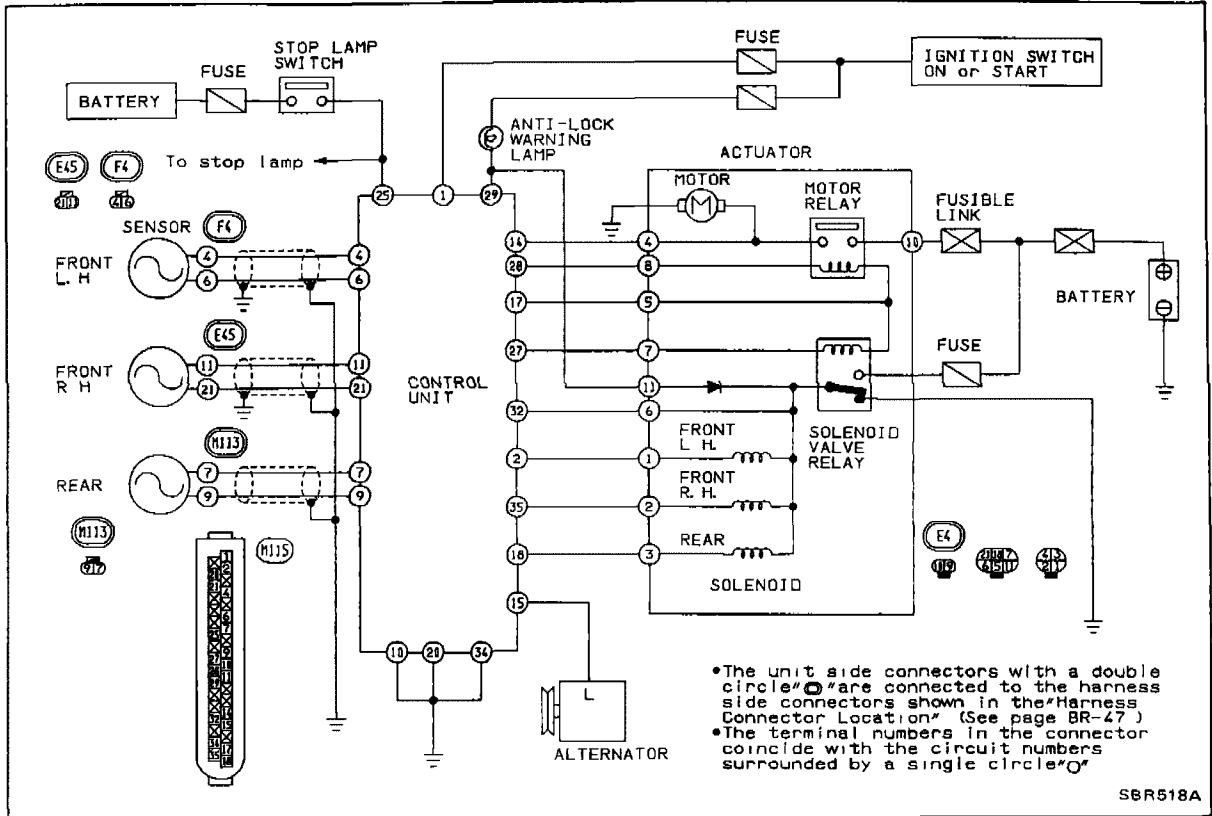 FUSE
STOP LAMP
SWITCH
FUSE
BATTERY
IGNITION SWITCH
ON or START
ANTI-LOCK
WARNING
LAMP
To stop lamp
E45 F4
25 1 29
ACTUATOR
MOTOR
M
MOTOR
RELAY
FUSIBLE
LINK
SENSOR
F4
FRONT
L. H
4 4
6 6
14 4 10
28 8
17 5
BATTERY
E45
FRONT
R H
11 11
21 21
27 7
FUSE
CONTROL
UNIT
11
32 6
SOLENOID
VALVE
RELAY
FRONT
L H.
2 1
M113
REAR
7 7
9 9
FRONT
R. H.
35 2
REAR
18 3
SOLENOID
E4
M113
97
M115
15
10 20 34
L
ALTERNATOR
•The unit side connectors with a double
circle"O"are connected to the harness
side connectors shown in the"Harness
Connector Location" (See page BR-47 )
•The terminal numbers in the connector
coincide with the circuit numbers
surrounded by a single circle"O"
SBR518A